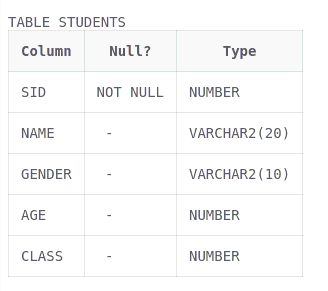 TABLE STUDENTS
Column Null? Type
SID NOT NULL NUMBER
NAME - VARCHAR2(20)
GENDER - VARCHAR2(10)
AGE - NUMBER
CLASS - NUMBER